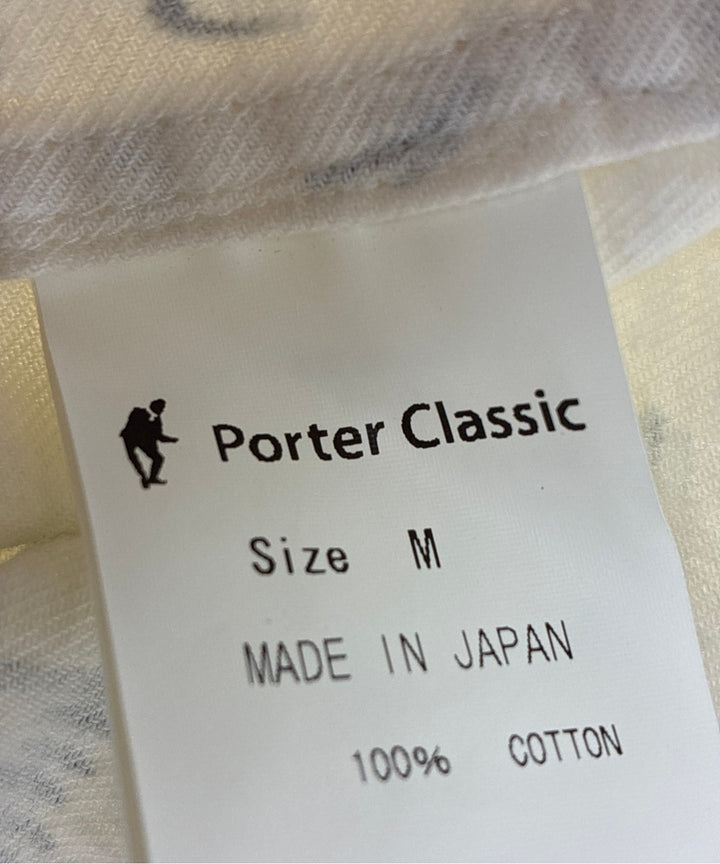 Porter Classic
Size M
MADE IN JAPAN
100% COTTON